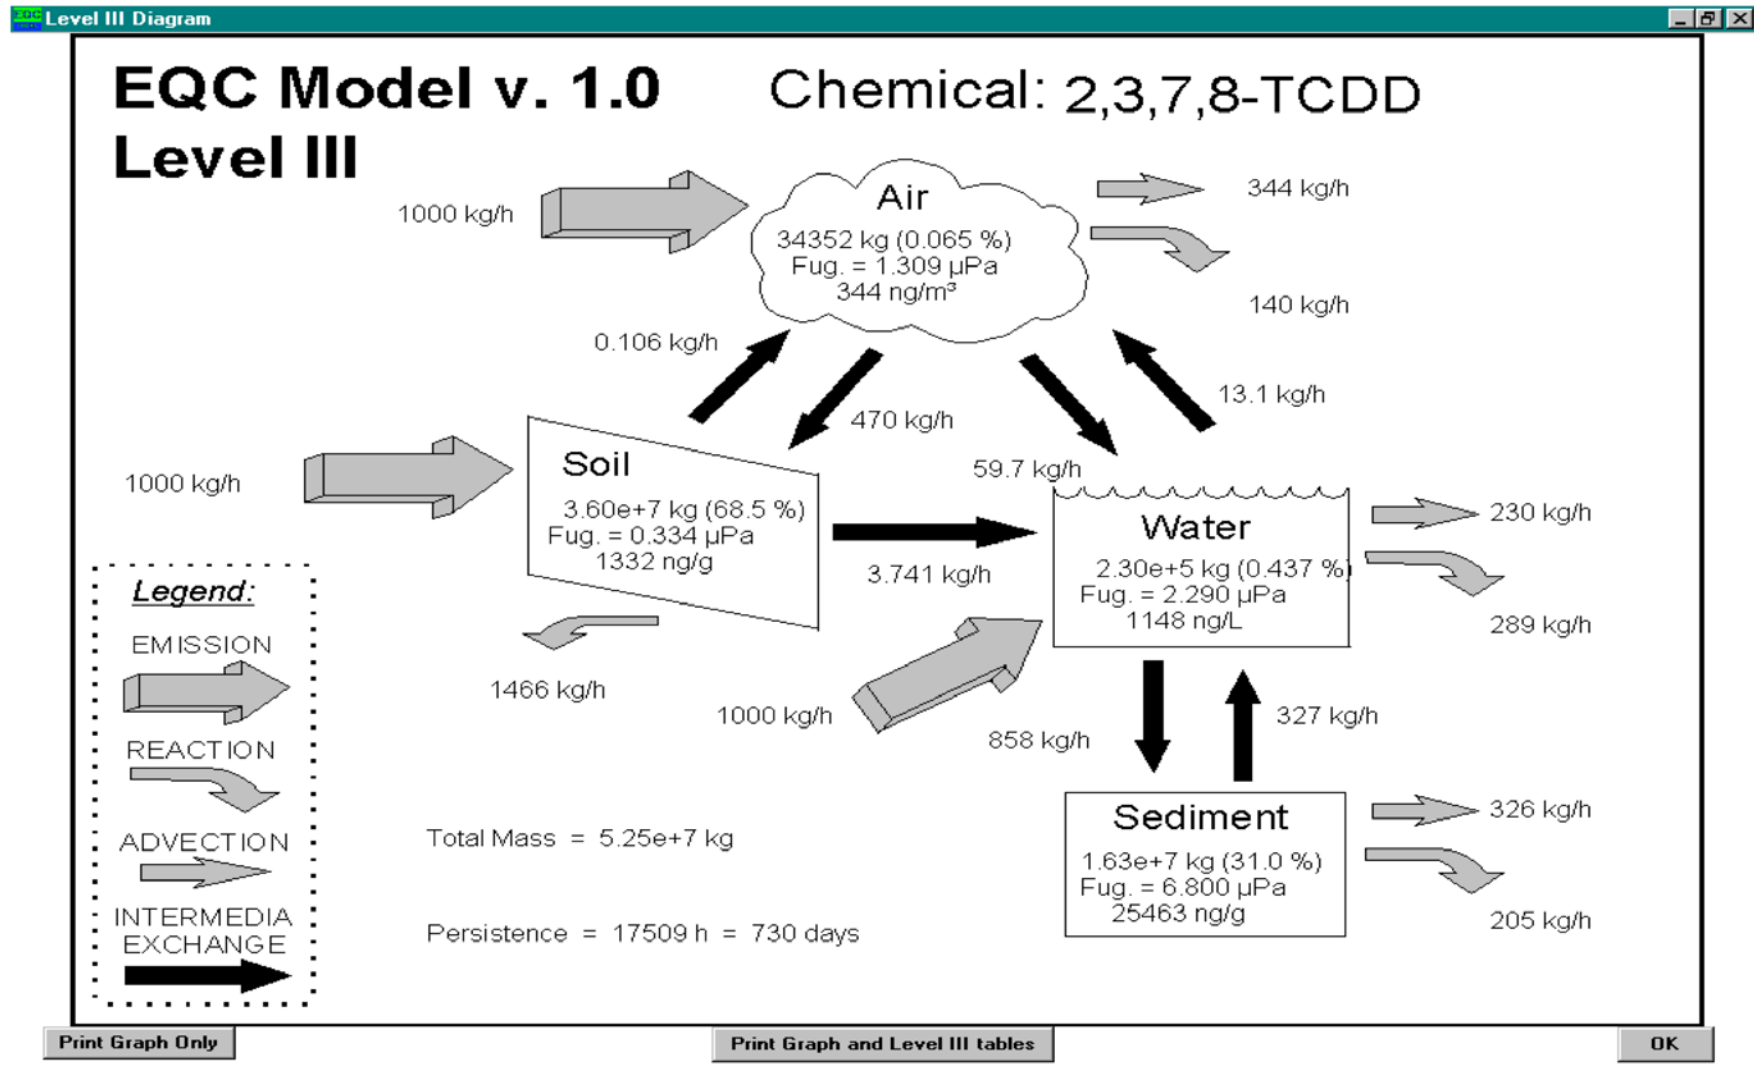 EQC
Level III Diagram
EQC Model v. 1.0
Level III
Chemical: 2,3,7,8-TCDD
1000 kg/h
Air
34352 kg (0.065 %)
Fug. = 1.309 µPa
344 ng/m³
344 kg/h
140 kg/h
0.106 kg/h
470 kg/h
59.7 kg/h
13.1 kg/h
1000 kg/h
Soil
3.60e+7 kg (68.5 %)
Fug. = 0.334 µPa
1332 ng/g
3.741 kg/h
1466 kg/h
Water
2.30e+5 kg (0.437 %)
Fug. = 2.290 µPa
1148 ng/L
230 kg/h
289 kg/h
1000 kg/h
858 kg/h
327 kg/h
Sediment
1.63e+7 kg (31.0 %)
Fug. = 6.800 µPa
25463 ng/g
326 kg/h
205 kg/h
Legend:
EMISSION
REACTION
ADVECTION
INTERMEDIA
EXCHANGE
Total Mass = 5.25e+7 kg
Persistence = 17509 h = 730 days
Print Graph Only
Print Graph and Level III tables
OK